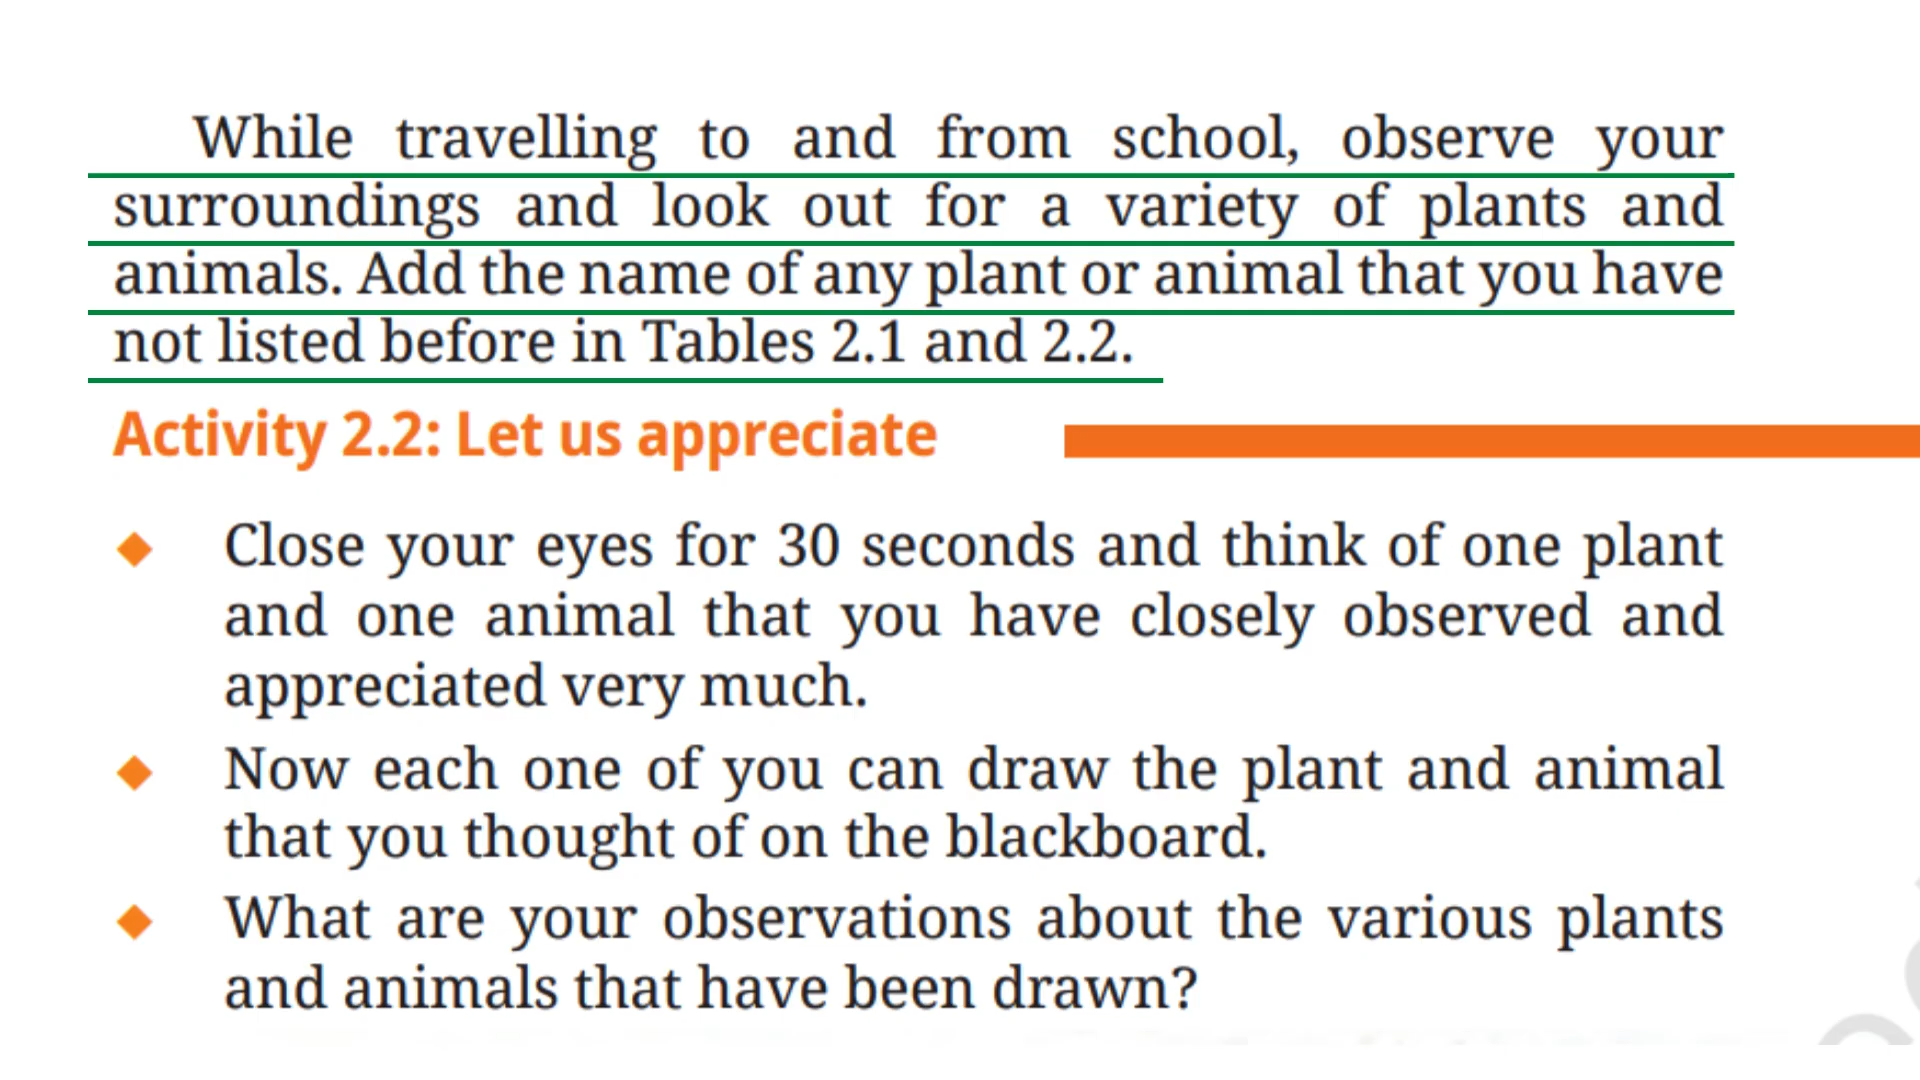 While travelling to and from school, observe your
surroundings and look out for a variety of plants and
animals. Add the name of any plant or animal that you have
not listed before in Tables 2.1 and 2.2.
Activity 2.2: Let us appreciate
Close your eyes for 30 seconds and think of one plant
and one animal that you have closely observed and
appreciated very much.
Now each one of you can draw the plant and animal
that you thought of on the blackboard.
What are your observations about the various plants
and animals that have been drawn?